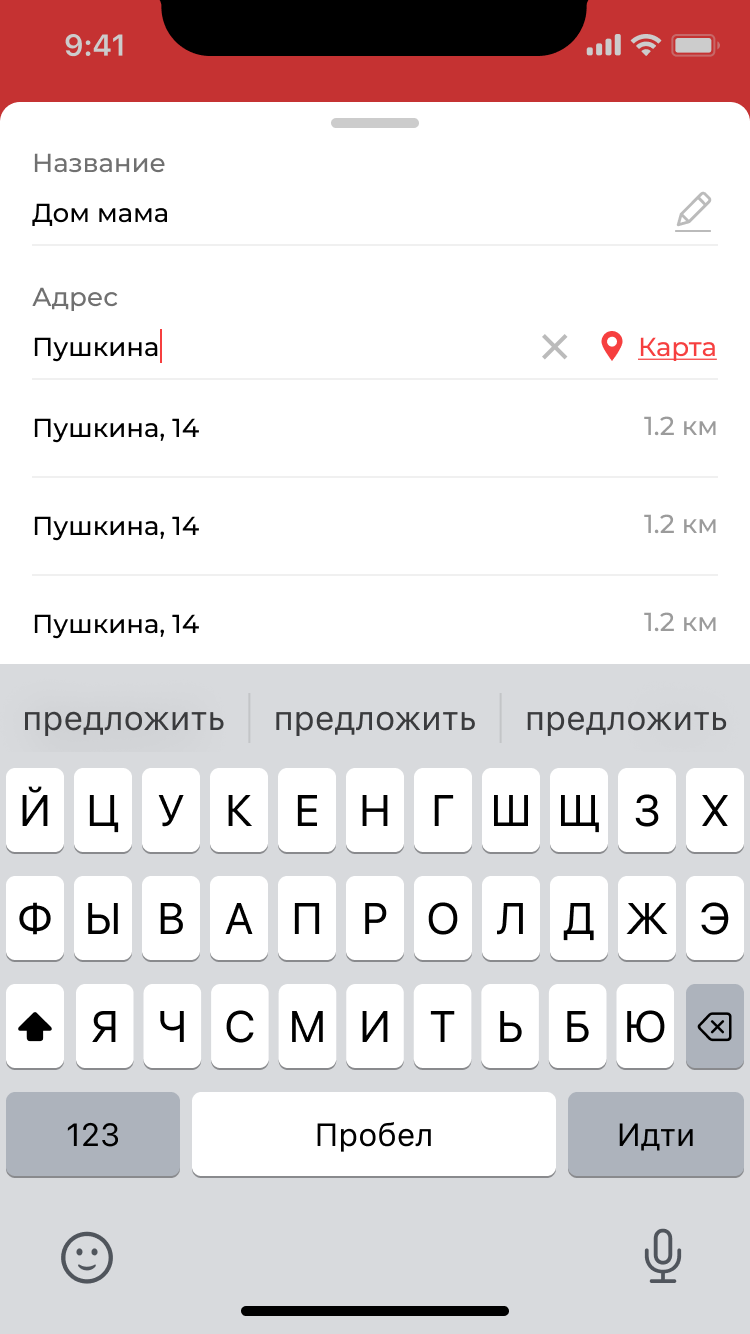 9:41
Название
Дом мама
Адрес
Пушкина Карта
Пушкина, 14 1.2 км
Пушкина, 14 1.2 км
Пушкина, 14 1.2 км
предложить предложить предложить
Й Ц У К Е Н Г Ш Щ З Х
Ф Ы В А П Р О Л Д Ж Э
Я Ч С М И Т Ь Б Ю
123 Пробел Идти